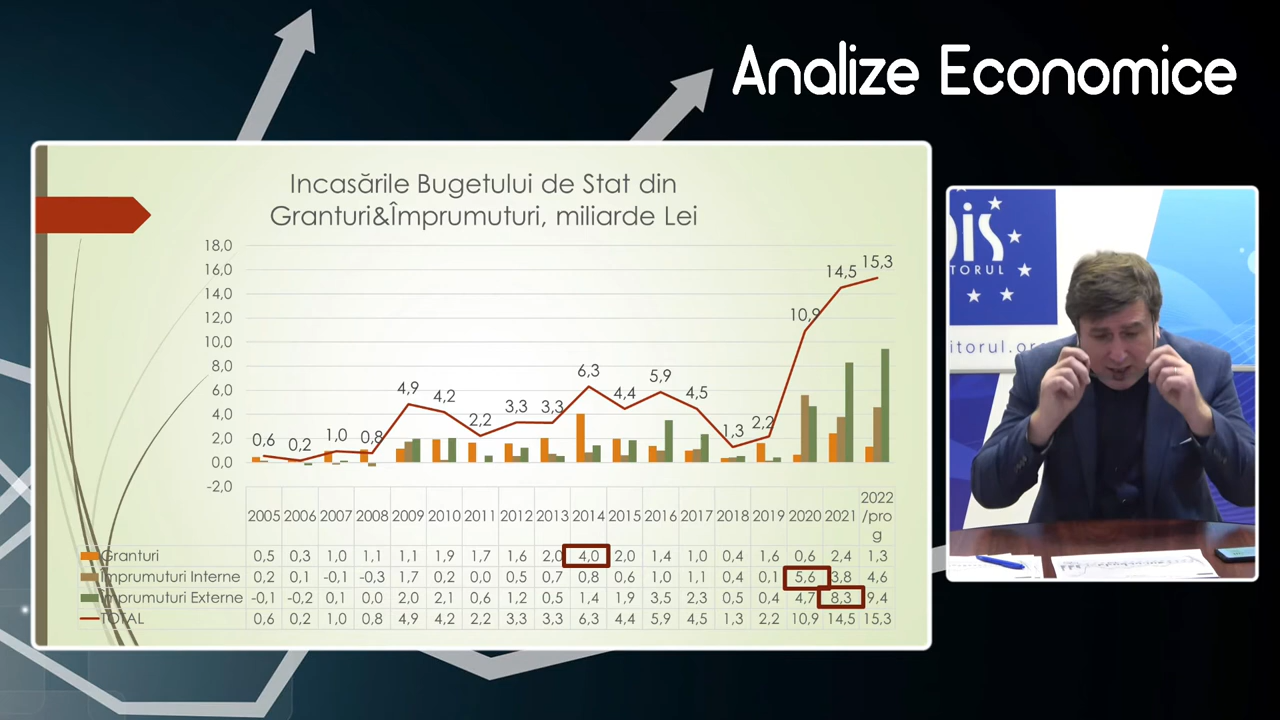 Analize Economice
Incasările Bugetului de Stat din
Granturi&Împrumuturi, miliarde Lei
18,0
16,0
14,0
12,0
10,0
8,0
6,0
4,0
2,0
0,0
-2,0
0,6 0,2 1,0 0,8 4,9 4,2 2,2 3,3 3,3 6,3 4,4 5,9 4,5 1,3 2,2 10,9 14,5 15,3
2005 2006 2007 2008 2009 2010 2011 2012 2013 2014 2015 2016 2017 2018 2019 2020 2021 2022
/pro
g
Granturi 0,5 0,3 1,0 1,1 1,1 1,9 1,7 1,6 2,0 4,0 2,0 1,4 1,0 0,4 1,6 0,6 2,4 1,3
Împrumuturi Interne 0,2 0,1 -0,1 -0,3 1,7 0,2 0,0 0,5 0,7 0,8 0,6 1,0 1,1 0,4 0,1 5,6 3,8 4,6
Împrumuturi Externe -0,1 -0,2 0,1 0,0 2,0 2,1 0,6 1,2 0,5 1,4 1,9 3,5 2,3 0,5 0,4 4,7 8,3 9,4
TOTAL 0,6 0,2 1,0 0,8 4,9 4,2 2,2 3,3 3,3 6,3 4,4 5,9 4,5 1,3 2,2 10,9 14,5 15,3
TORUL
itorul.or